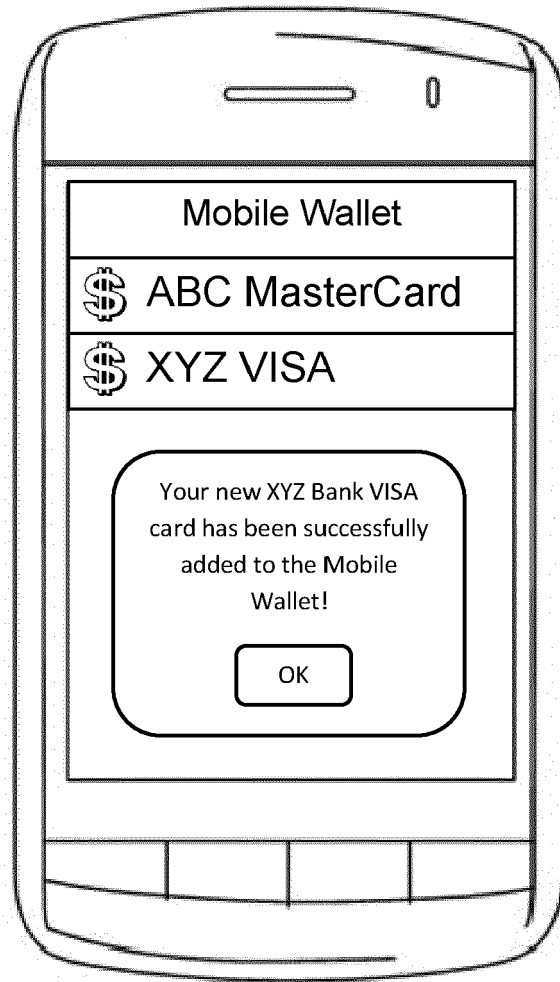 Mobile Wallet
$ ABC MasterCard
$ XYZ VISA
Your new XYZ Bank VISA
card has been successfully
added to the Mobile
Wallet!
OK